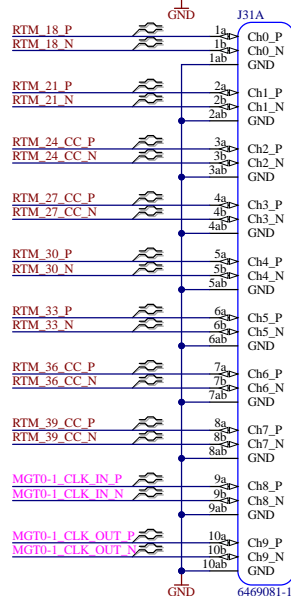 GND
J31A
RTM_18_P 1a Ch0_P
RTM_18_N 1b Ch0_N
1ab GND
RTM_21_P 2a Ch1_P
RTM_21_N 2b Ch1_N
2ab GND
RTM_24_CC_P 3a Ch2_P
RTM_24_CC_N 3b Ch2_N
3ab GND
RTM_27_CC_P 4a Ch3_P
RTM_27_CC_N 4b Ch3_N
4ab GND
RTM_30_P 5a Ch4_P
RTM_30_N 5b Ch4_N
5ab GND
RTM_33_P 6a Ch5_P
RTM_33_N 6b Ch5_N
6ab GND
RTM_36_CC_P 7a Ch6_P
RTM_36_CC_N 7b Ch6_N
7ab GND
RTM_39_CC_P 8a Ch7_P
RTM_39_CC_N 8b Ch7_N
8ab GND
MGT0-1_CLK_IN_P 9a Ch8_P
MGT0-1_CLK_IN_N 9b Ch8_N
9ab GND
MGT0-1_CLK_OUT_P 10a Ch9_P
MGT0-1_CLK_OUT_N 10b Ch9_N
10ab GND
GND
6469081-1